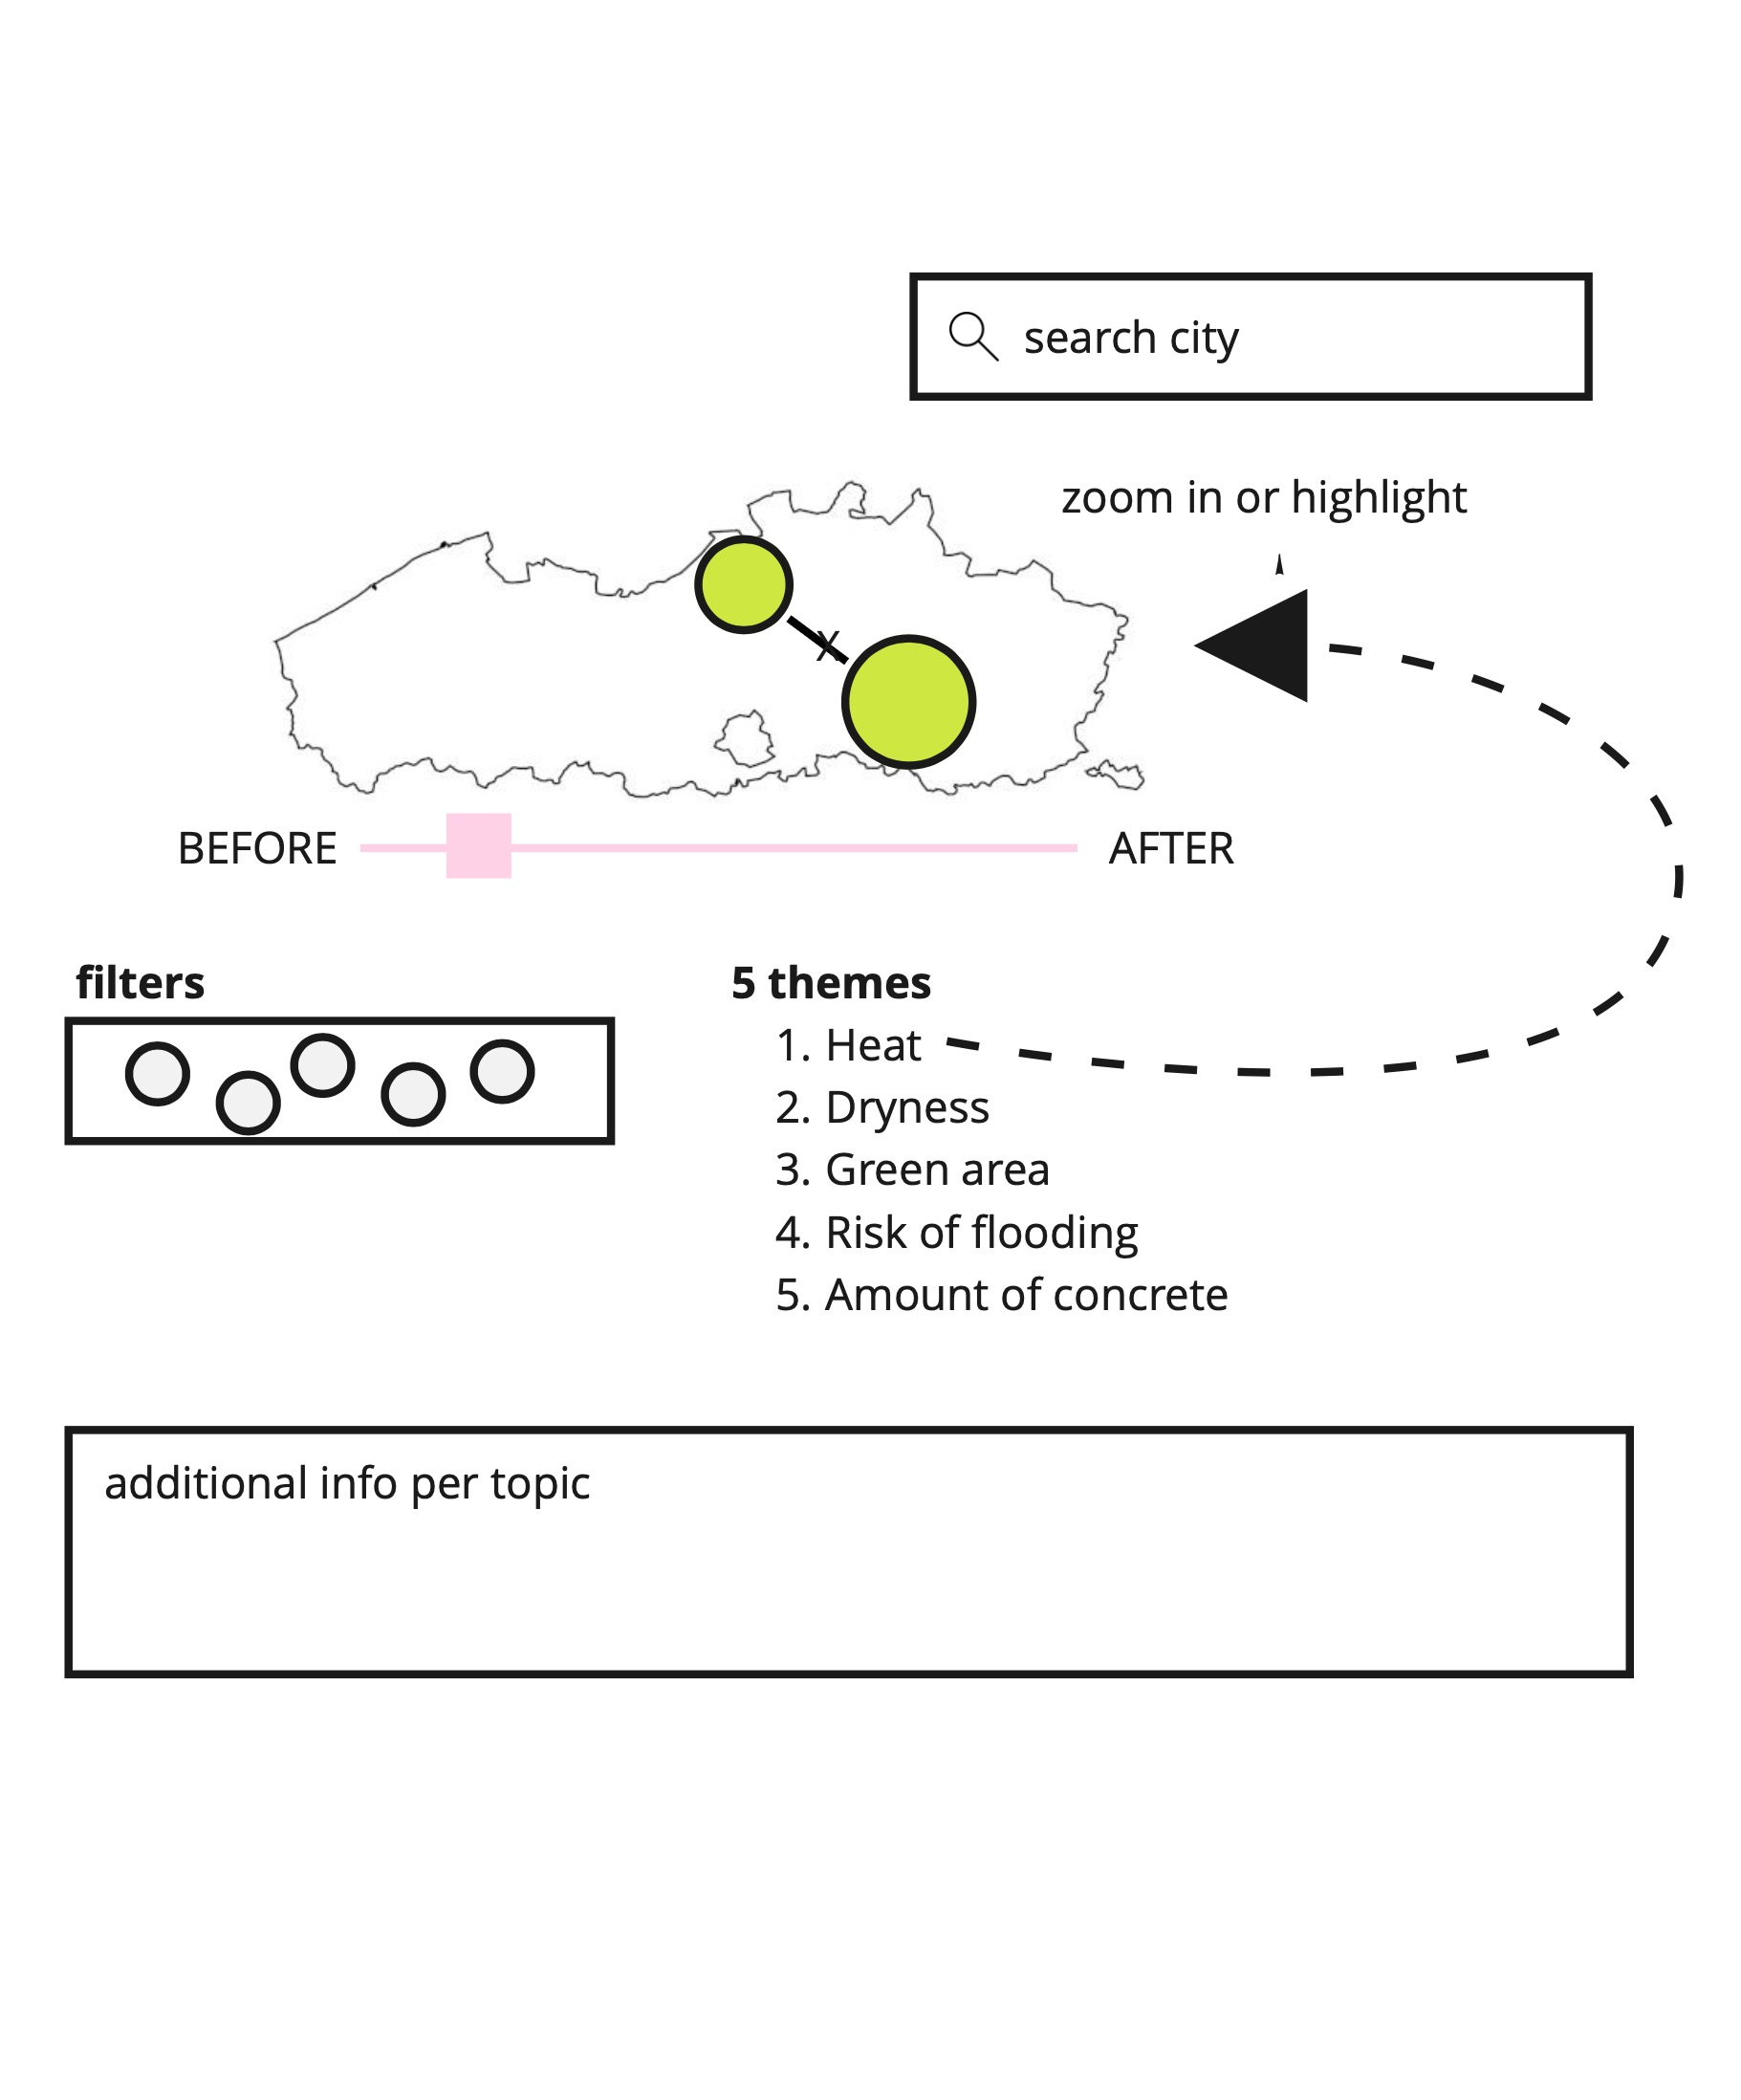 search city
zoom in or highlight
X
BEFORE
AFTER
filters
5 themes
1. Heat
2. Dryness
3. Green area
4. Risk of flooding
5. Amount of concrete
additional info per topic